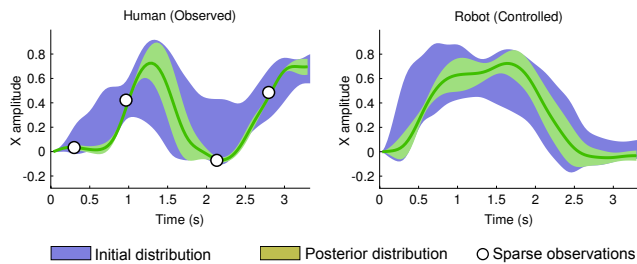 Human (Observed)
Robot (Controlled)
X amplitude
0.8
0.6
0.4
0.2
0
-0.2
0 0.5 1 1.5 2 2.5 3
Time (s)
X amplitude
0.8
0.6
0.4
0.2
0
-0.2
0 0.5 1 1.5 2 2.5 3
Time (s)
Initial distribution
Posterior distribution
Sparse observations